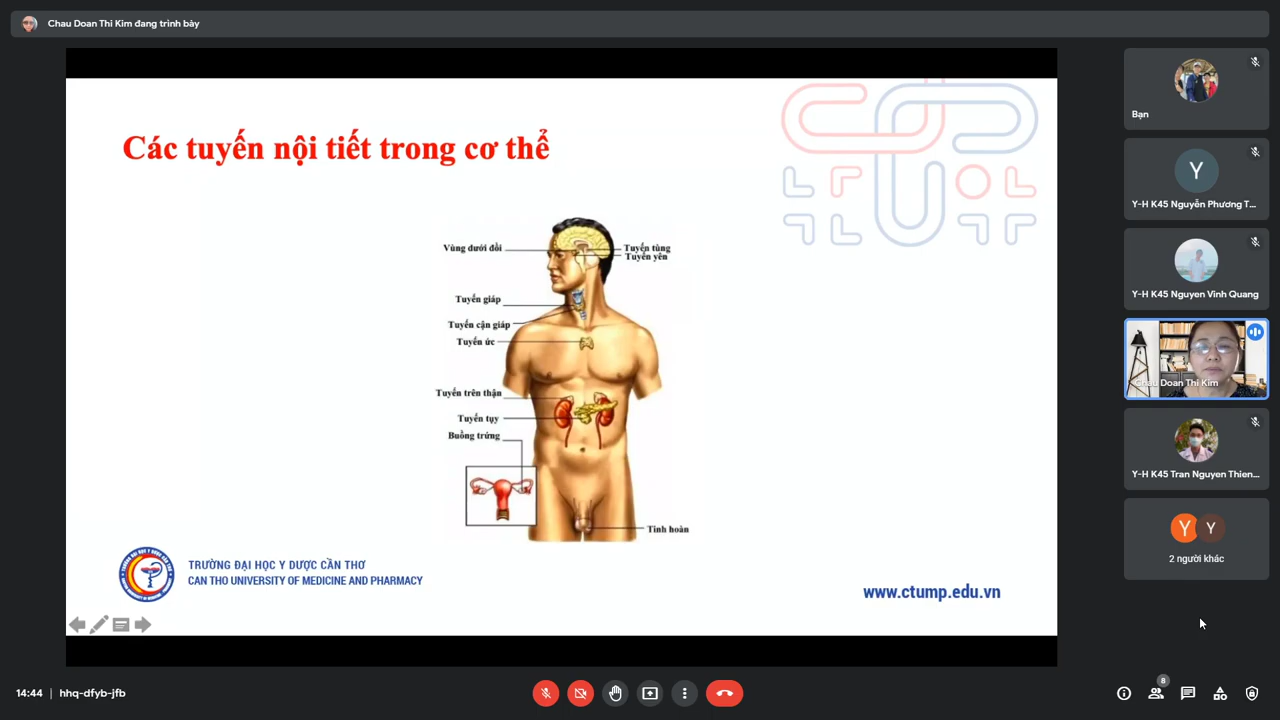 Chau Doan Thi Kim đang trình bày
Các tuyến nội tiết trong cơ thể
Vùng dưới đồi
Tuyến tùng
Tuyến yên
Tuyến giáp
Tuyến cận giáp
Tuyến ức
Tuyến trên thận
Tuyến tụy
Buồng trứng
Tinh hoàn
TRƯỜNG ĐẠI HỌC Y DƯỢC CẦN THƠ
CAN THO UNIVERSITY OF MEDICINE AND PHARMACY
www.ctump.edu.vn
Bạn
Y
Y-H K45 Nguyễn Phương T...
Y-H K45 Nguyen Vinh Quang
Chau Doan Thi Kim
Y-H K45 Tran Nguyen Thien...
Y Y
2 người khác
14:44 | hhq-dfyb-jfb
8